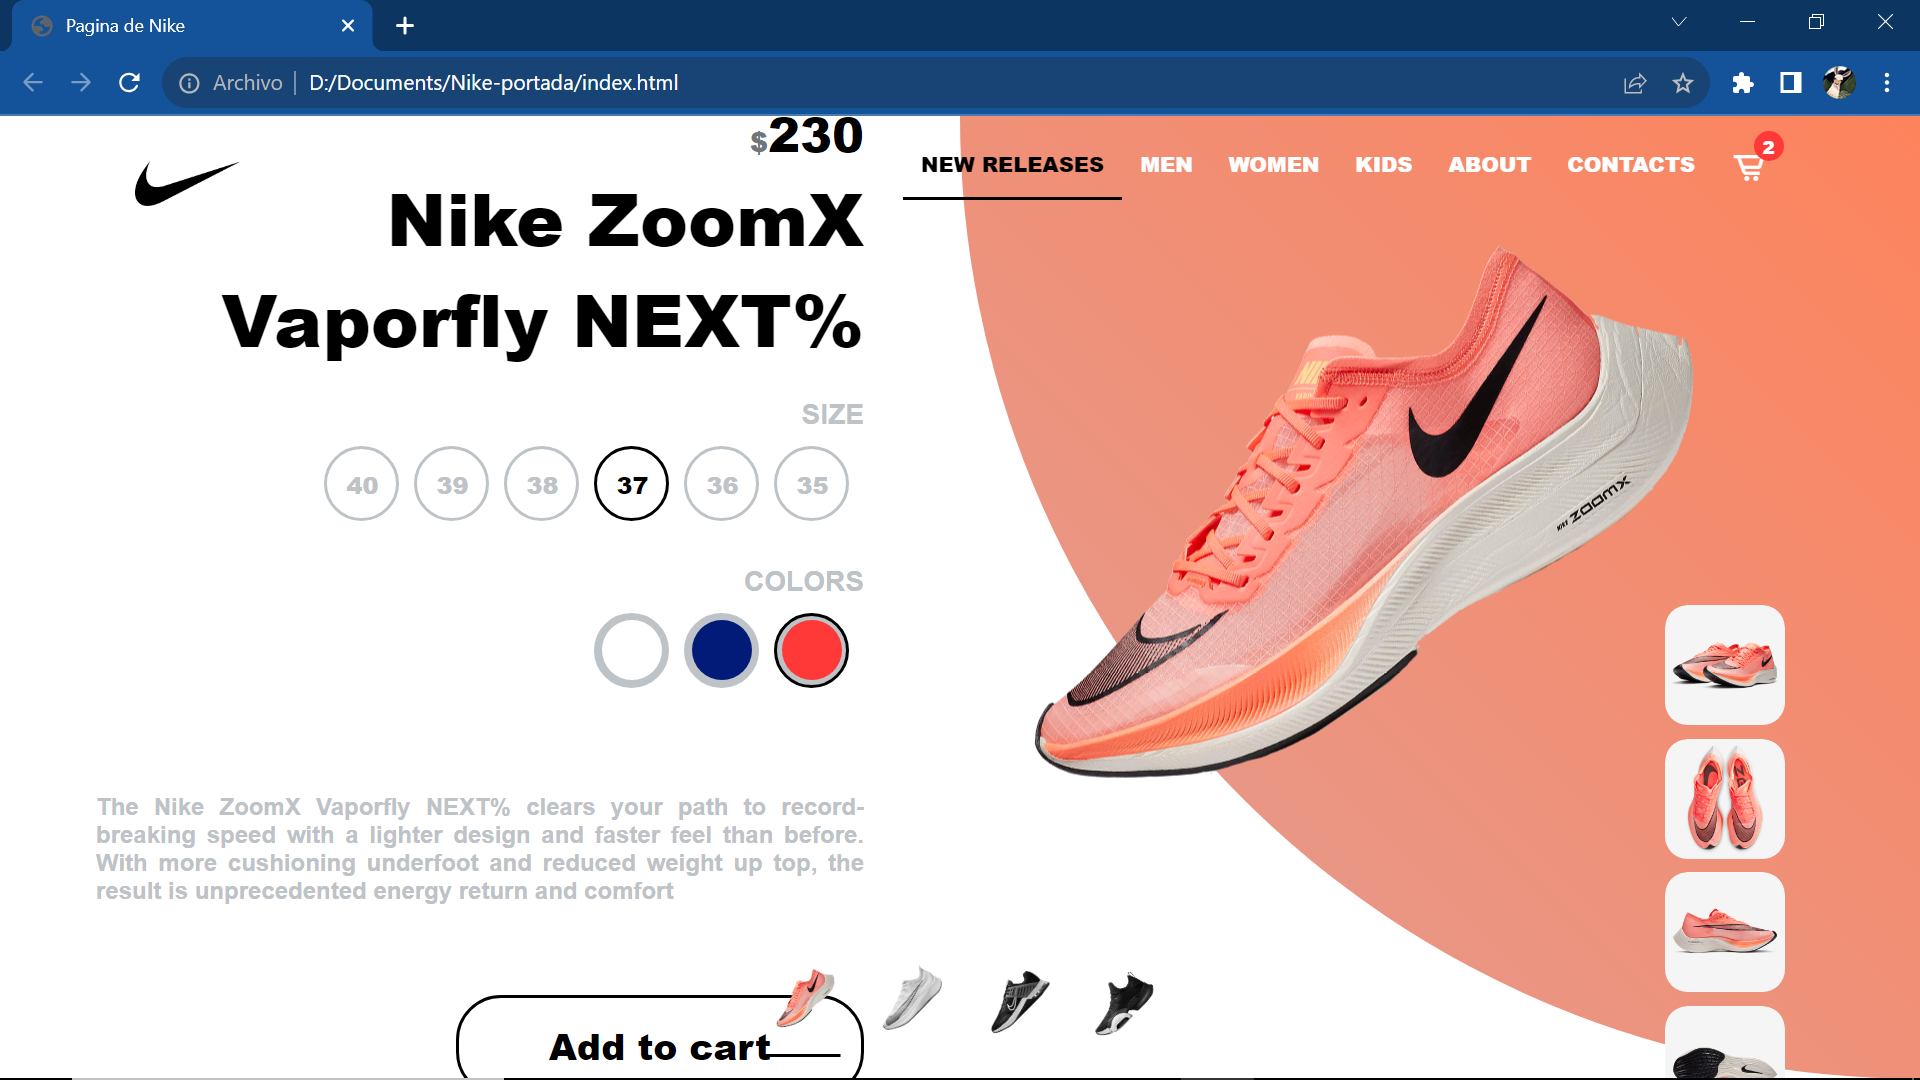 Pagina de Nike
Archivo
D:/Documents/Nike-portada/index.html
$230
NEW RELEASES
MEN
WOMEN
KIDS
ABOUT
CONTACTS
2
Nike ZoomX
Vaporfly NEXT%
SIZE
40 39 38 37 36 35
COLORS
NIKE ZOOMX
The Nike ZoomX Vaporfly NEXT% clears your path to record-
breaking speed with a lighter design and faster feel than before.
With more cushioning underfoot and reduced weight up top, the
result is unprecedented energy return and comfort
Add to cart